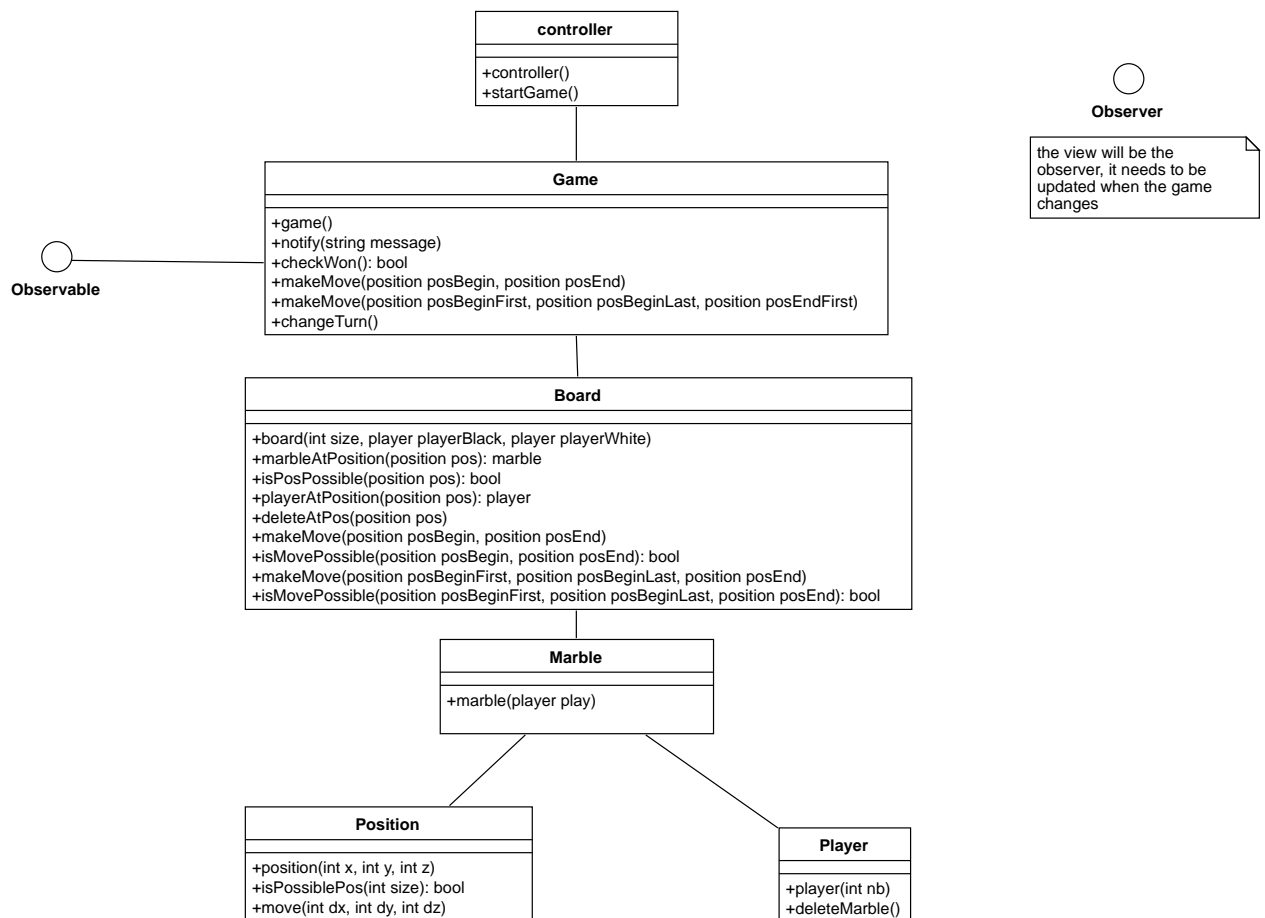 controller
+controller()
+startGame()
Observer
the view will be the
observer, it needs to be
updated when the game
changes
Game
+game()
+notify(string message)
+checkWon(): bool
+makeMove(position posBegin, position posEnd)
+makeMove(position posBeginFirst, position posBeginLast, position posEndFirst)
+changeTurn()
Observable
Board
+board(int size, player playerBlack, player playerWhite)
+marbleAtPosition(position pos): marble
+isPosPossible(position pos): bool
+playerAtPosition(position pos): player
+deleteAtPos(position pos)
+makeMove(position posBegin, position posEnd)
+isMovePossible(position posBegin, position posEnd): bool
+makeMove(position posBeginFirst, position posBeginLast, position posEnd)
+isMovePossible(position posBeginFirst, position posBeginLast, position posEnd): bool
Marble
+marble(player play)
Position
+position(int x, int y, int z)
+isPossiblePos(int size): bool
+move(int dx, int dy, int dz)
Player
+player(int nb)
+deleteMarble()